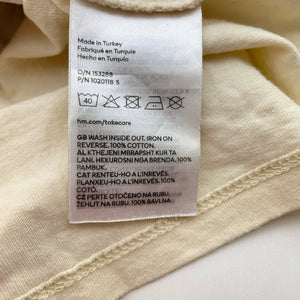 Made in Turkey
Fabriqué en Turquie
Hecho en Turquía
O/N 153288
P/N 1020118 5
40
hm.com/takecare
GB WASH INSIDE OUT. IRON ON
REVERSE. 100% COTTON.
AL KTHEJENI MBRAPSHT KUR TA
LANI. HEKUROSNI NGA BRENDA. 100%
PAMBUK.
CAT RENTEU-HO A L'INREVÉS.
PLANXEU-HO A L'INREVÉS. 100%
COTÓ.
CZ PERTE OTOČENO NA RUBU.
ŽEHLIT NA RUBU. 100% BAVLNA.